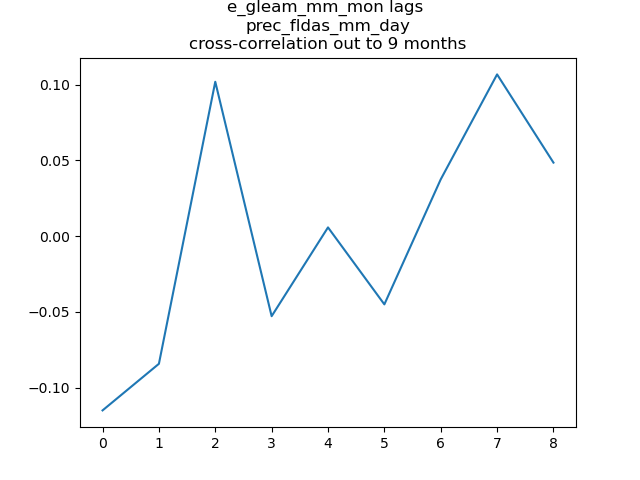 e_gleam_mm_mon lags
prec_fldas_mm_day
cross-correlation out to 9 months
0.10
0.05
0.00
−0.05
−0.10
0 1 2 3 4 5 6 7 8